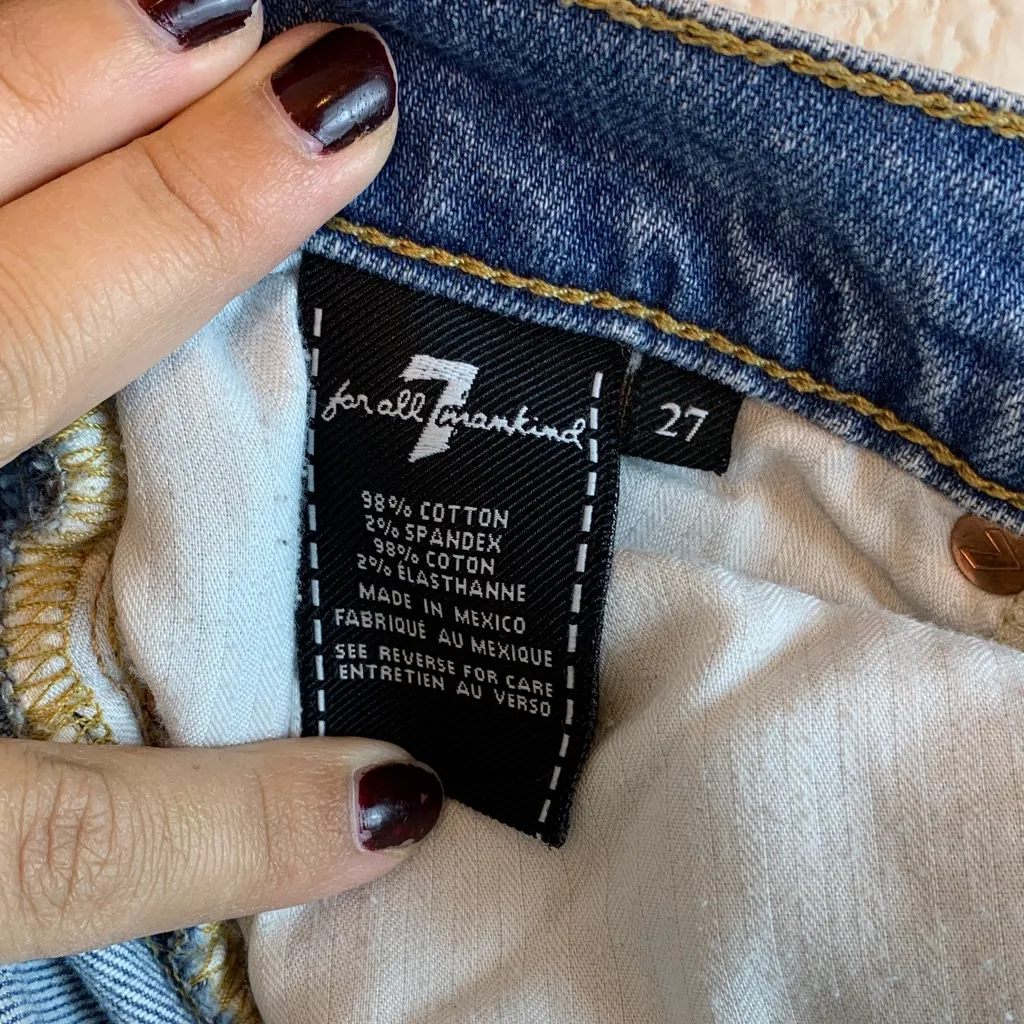 7
for all mankind
27
98% COTTON
2% SPANDEX
98% COTON
2% ÉLASTHANNE
MADE IN MEXICO
FABRIQUÉ AU MEXIQUE
SEE REVERSE FOR CARE
ENTRETIEN AU VERSO